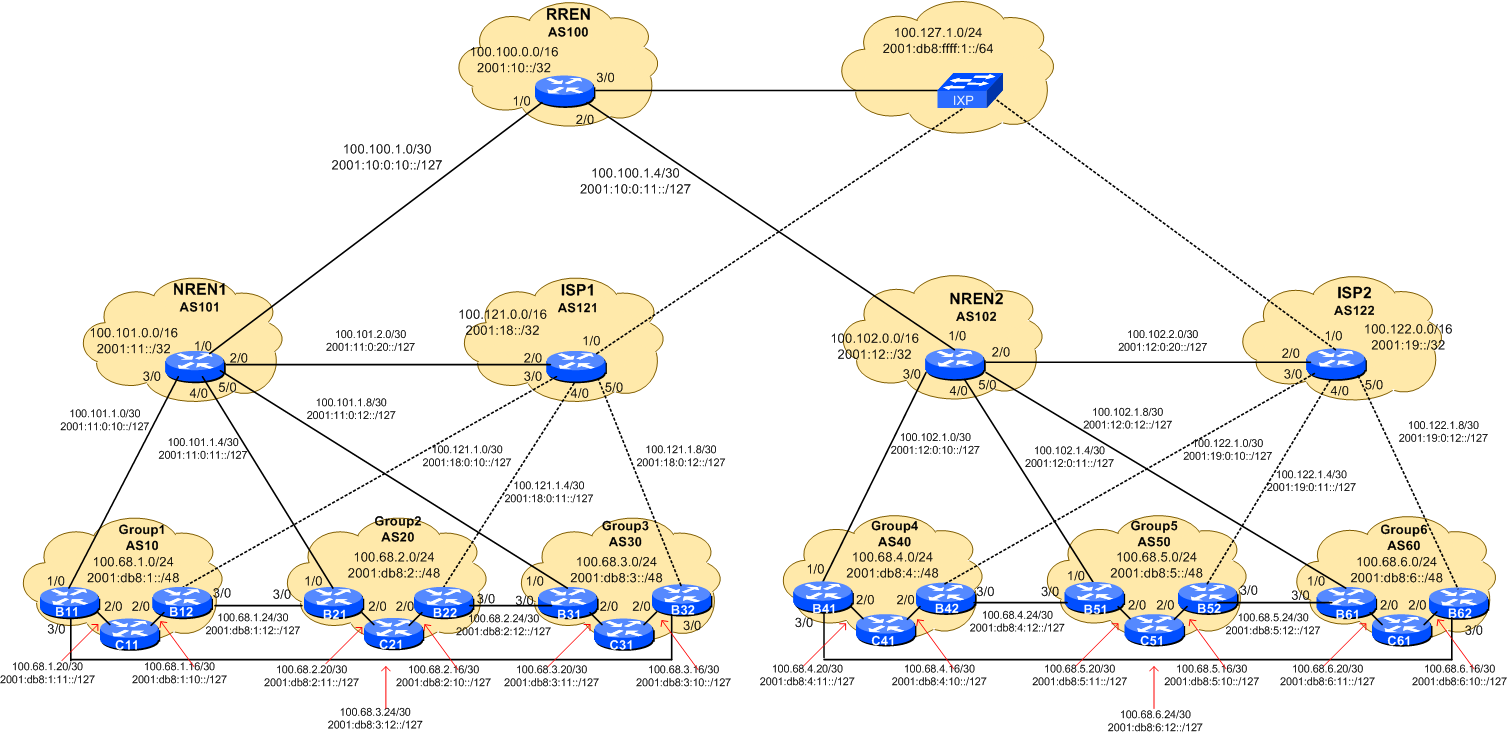 RREN
AS100
100.100.0.0/16
2001:10::/32
3/0
1/0
2/0
100.127.1.0/24
2001:db8:ffff:1::/64
IXP
100.100.1.0/30
2001:10:0:10::/127
100.100.1.4/30
2001:10:0:11::/127
NREN1
AS101
100.101.0.0/16
2001:11::/32
1/0
2/0
3/0
4/0
5/0
100.101.2.0/30
2001:11:0:20::/127
ISP1
AS121
100.121.0.0/16
2001:18::/32
1/0
2/0
3/0
4/0
5/0
NREN2
AS102
100.102.0.0/16
2001:12::/32
1/0
2/0
3/0
4/0
5/0
100.102.2.0/30
2001:12:0:20::/127
ISP2
AS122
100.122.0.0/16
2001:19::/32
1/0
2/0
3/0
4/0
5/0
100.101.1.0/30
2001:11:0:10::/127
100.101.1.4/30
2001:11:0:11::/127
100.101.1.8/30
2001:11:0:12::/127
100.121.1.0/30
2001:18:0:10::/127
100.121.1.4/30
2001:18:0:11::/127
100.121.1.8/30
2001:18:0:12::/127
100.102.1.0/30
2001:12:0:10::/127
100.102.1.4/30
2001:12:0:11::/127
100.102.1.8/30
2001:12:0:12::/127
100.122.1.0/30
2001:19:0:10::/127
100.122.1.4/30
2001:19:0:11::/127
100.122.1.8/30
2001:19:0:12::/127
Group1
AS10
100.68.1.0/24
2001:db8:1::/48
1/0
B11
2/0
2/0
B12
3/0
3/0
C11
100.68.1.24/30
2001:db8:1:12::/127
Group2
AS20
100.68.2.0/24
2001:db8:2::/48
1/0
3/0
B21
2/0
2/0
B22
3/0
C21
100.68.2.24/30
2001:db8:2:12::/127
Group3
AS30
100.68.3.0/24
2001:db8:3::/48
1/0
3/0
B31
2/0
2/0
B32
3/0
C31
Group4
AS40
100.68.4.0/24
2001:db8:4::/48
1/0
B41
2/0
2/0
B42
3/0
3/0
C41
100.68.4.24/30
2001:db8:4:12::/127
Group5
AS50
100.68.5.0/24
2001:db8:5::/48
1/0
3/0
B51
2/0
2/0
B52
3/0
C51
100.68.5.24/30
2001:db8:5:12::/127
Group6
AS60
100.68.6.0/24
2001:db8:6::/48
1/0
3/0
B61
2/0
2/0
B62
3/0
C61
100.68.1.20/30
2001:db8:1:11::/127
100.68.1.16/30
2001:db8:1:10::/127
100.68.2.20/30
2001:db8:2:11::/127
100.68.2.16/30
2001:db8:2:10::/127
100.68.3.20/30
2001:db8:3:11::/127
100.68.3.16/30
2001:db8:3:10::/127
100.68.4.20/30
2001:db8:4:11::/127
100.68.4.16/30
2001:db8:4:10::/127
100.68.5.20/30
2001:db8:5:11::/127
100.68.5.16/30
2001:db8:5:10::/127
100.68.6.20/30
2001:db8:6:11::/127
100.68.6.16/30
2001:db8:6:10::/127
100.68.3.24/30
2001:db8:3:12::/127
100.68.6.24/30
2001:db8:6:12::/127